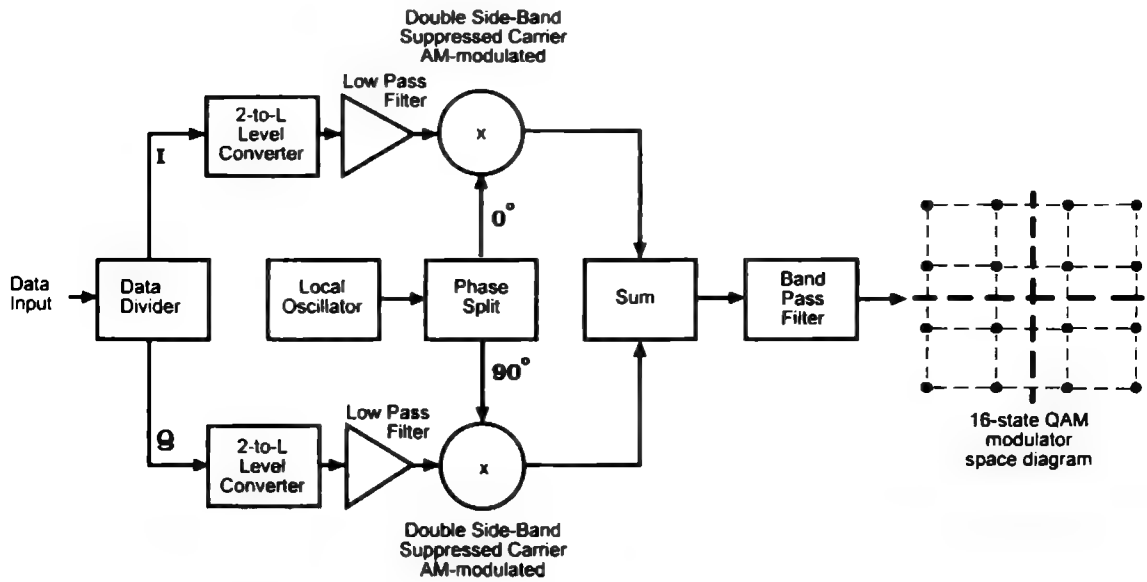 Double Side-Band
Suppressed Carrier
AM-modulated
Low Pass
Filter
2-to-L
Level
Converter
x
I
0°
Data
Input
Data
Divider
Local
Oscillator
Phase
Split
Sum
Band
Pass
Filter
90°
Q
Low Pass
Filter
2-to-L
Level
Converter
x
16-state QAM
modulator
space diagram
Double Side-Band
Suppressed Carrier
AM-modulated